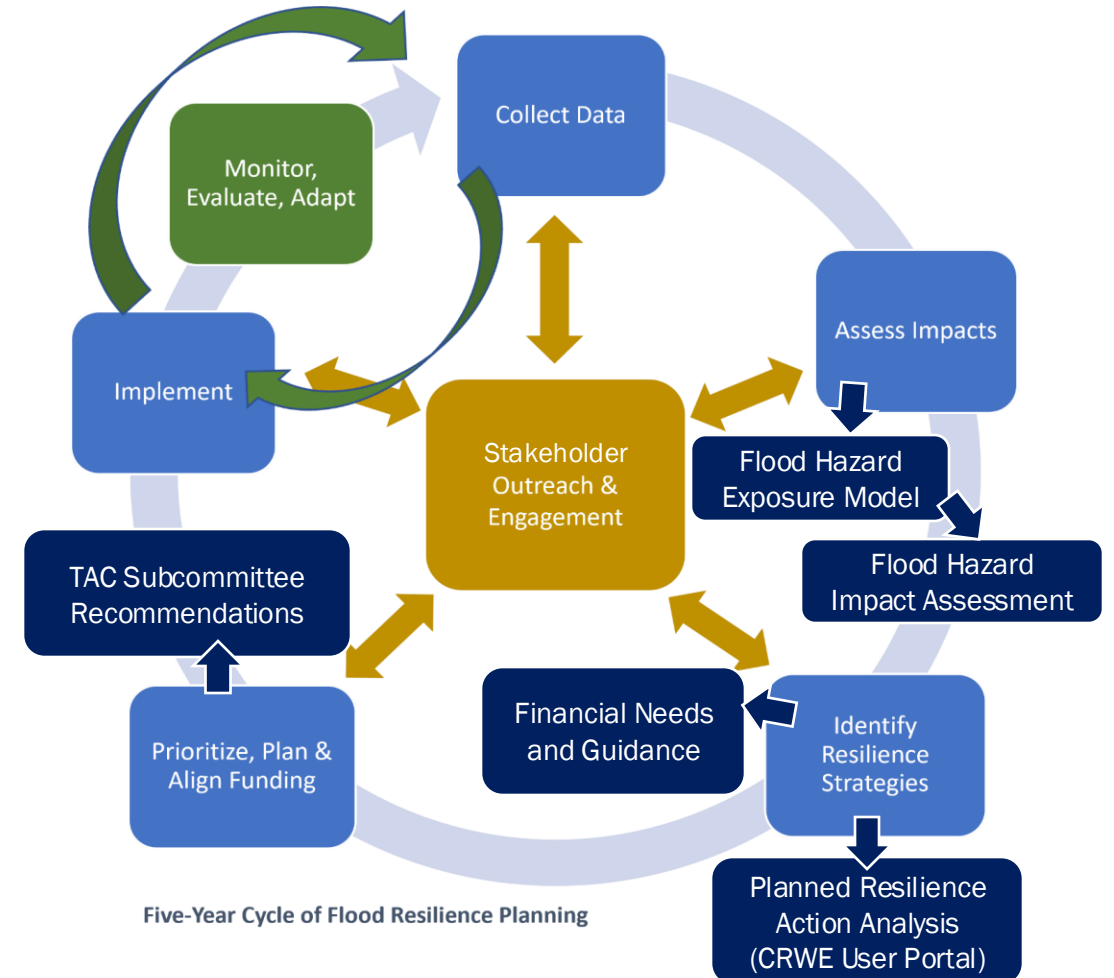 Collect Data
Monitor,
Evaluate, Adapt
Assess Impacts
Implement
Stakeholder
Outreach &
Engagement
Flood Hazard
Exposure Model
Flood Hazard
Impact Assessment
TAC Subcommittee
Recommendations
Financial Needs
and Guidance
Identify
Resilience
Strategies
Prioritize, Plan &
Align Funding
Planned Resilience
Action Analysis
(CRWE User Portal)
Five-Year Cycle of Flood Resilience Planning